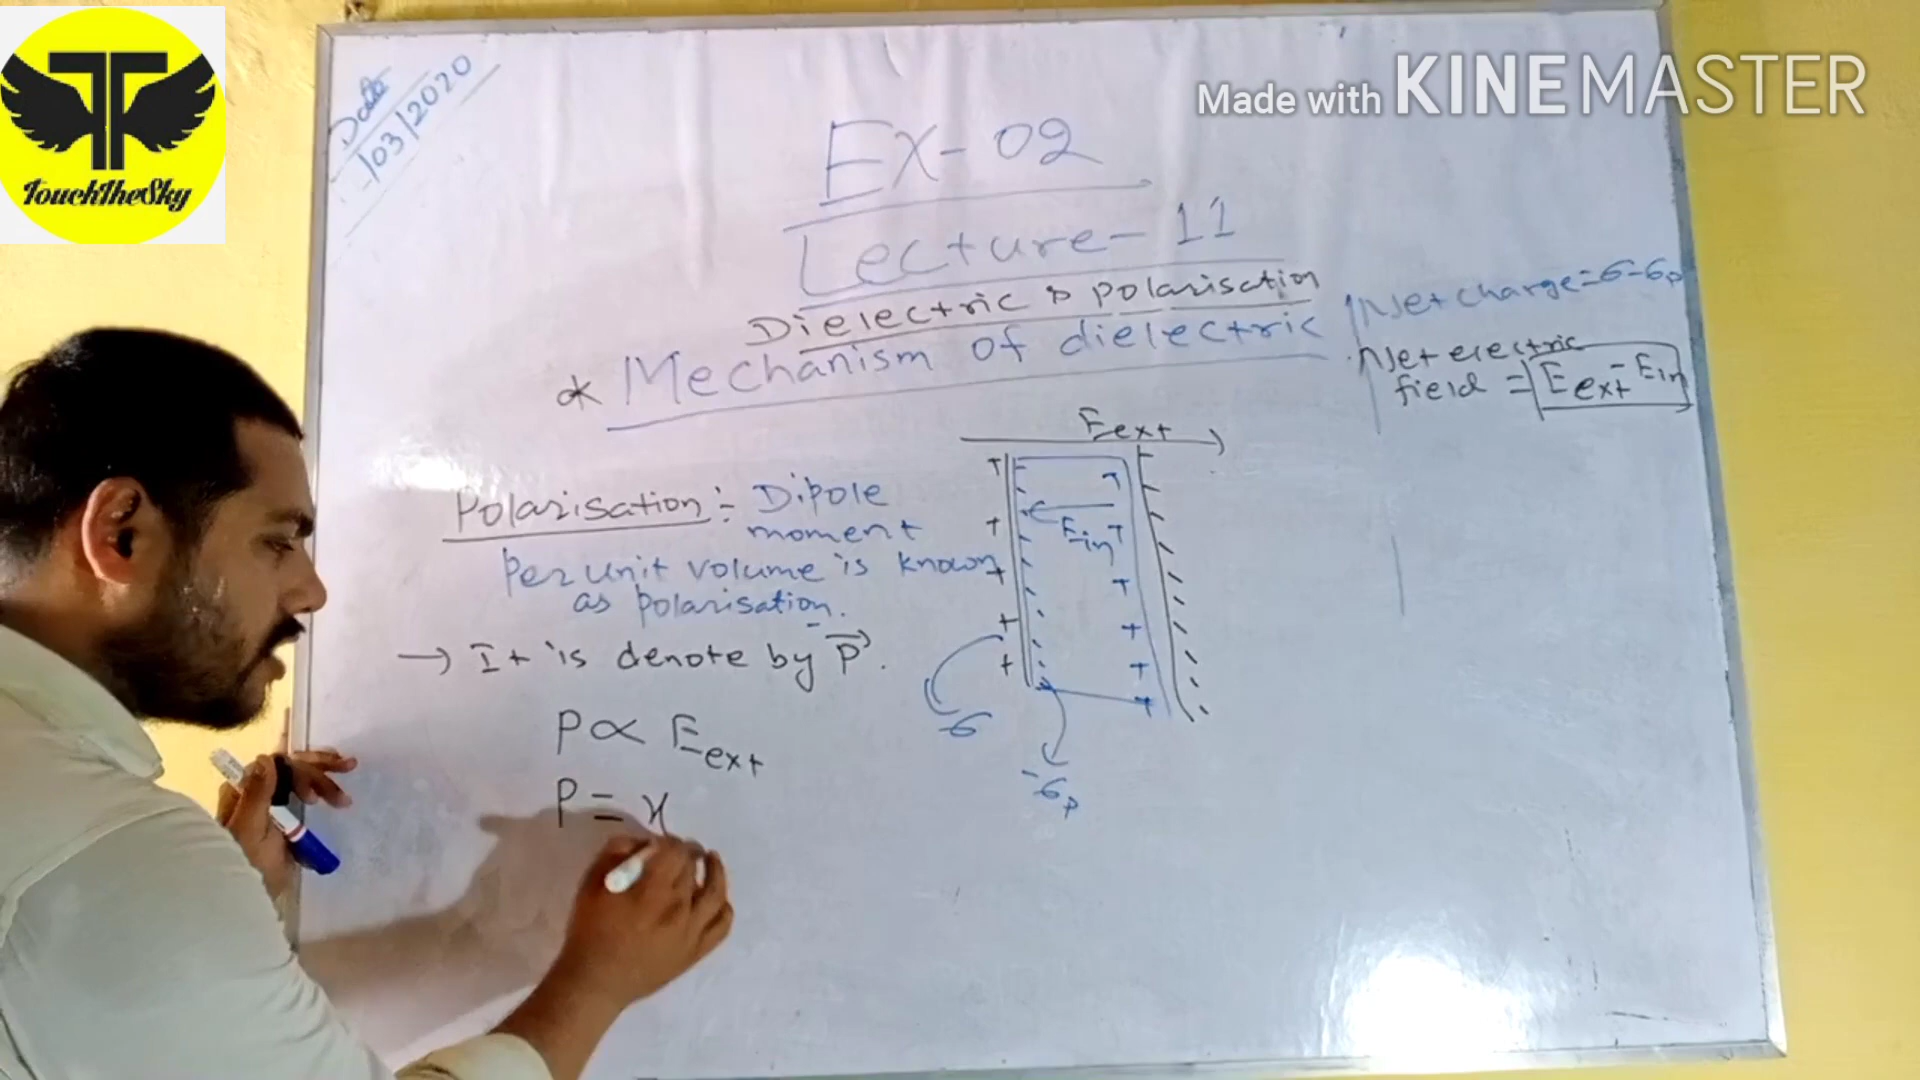 TouchTheSky
Made with KINEMASTER
Date
/03/2020
Ex-02
Lecture-11
Dielectric & polarisation
* Mechanism of dielectric
Net charge = σ-σp
Net electric
field = Eext - Ein
Eext
Ein
Polarisation :- Dipole
moment
Per unit volume is known
as polarisation.
→ It is denote by P⃗.
P ∝ Eext
P = χ
σ
-σp